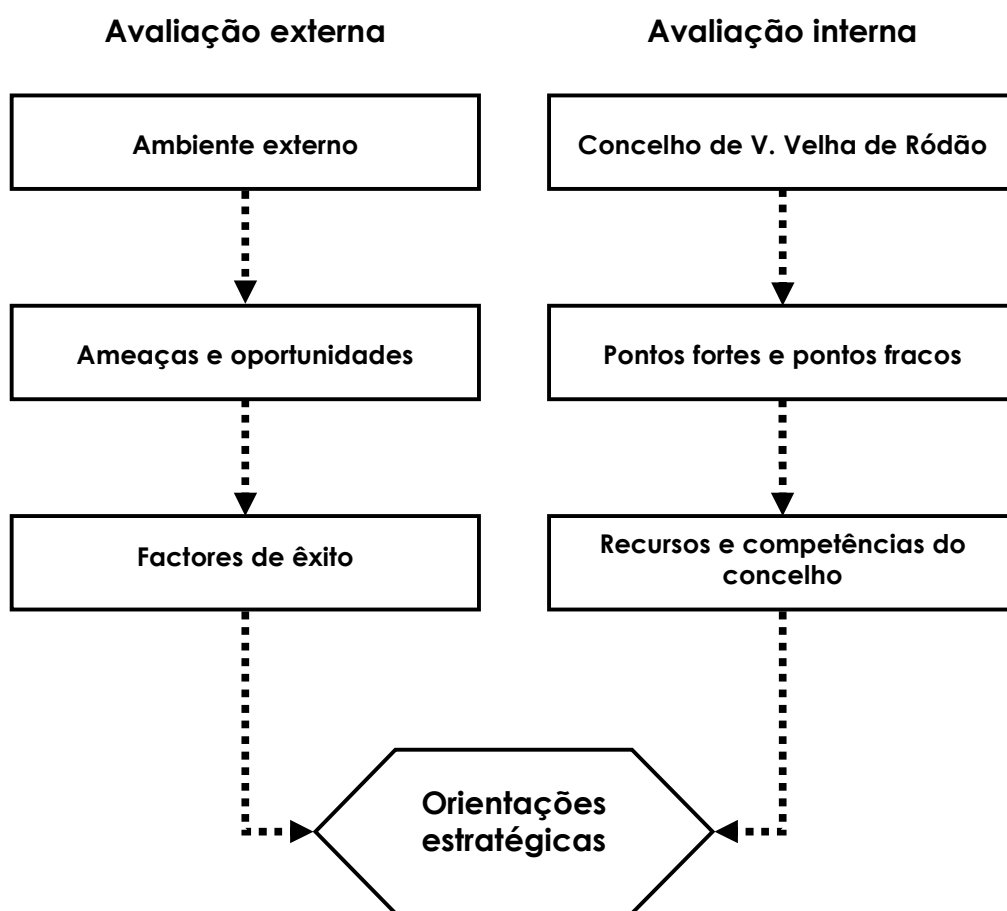 Avaliação externa
Avaliação interna
Ambiente externo
Concelho de V. Velha de Ródão
Ameaças e oportunidades
Pontos fortes e pontos fracos
Factores de êxito
Recursos e competências do
concelho
Orientações
estratégicas